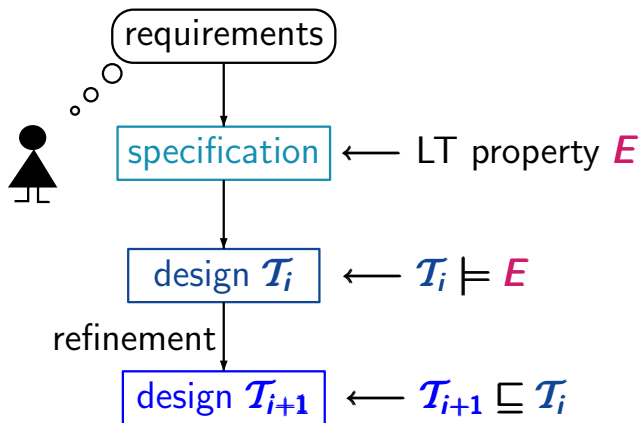 requirements
specification ← LT property E
design 𝒯ᵢ ← 𝒯ᵢ ⊨ E
refinement
design 𝒯ᵢ₊₁ ← 𝒯ᵢ₊₁ ⊑ 𝒯ᵢ